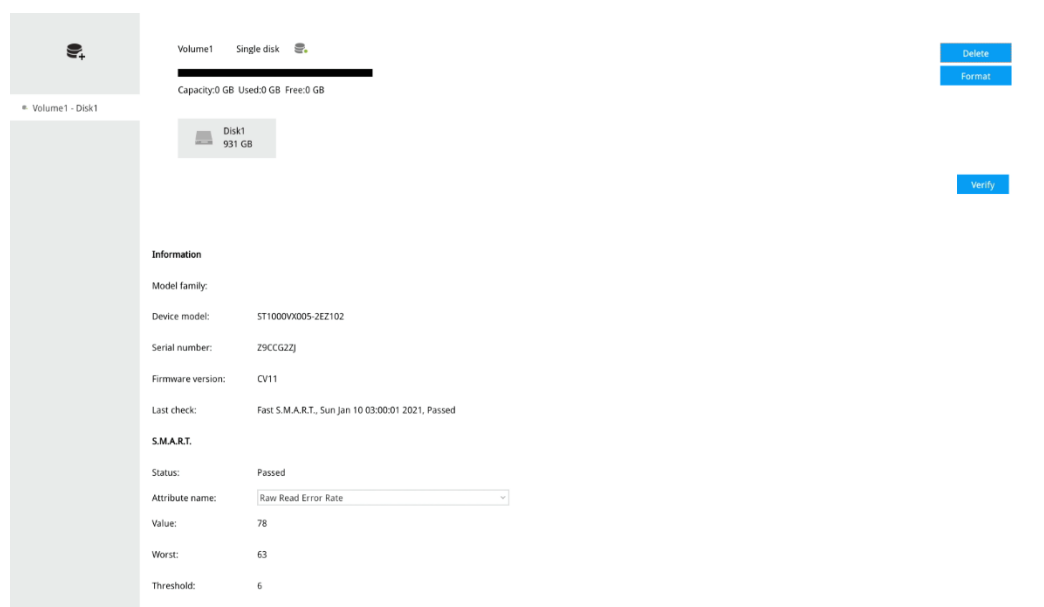 Volume1 Single disk
Delete
Format
Capacity:0 GB Used:0 GB Free:0 GB
Volume1 - Disk1
Disk1
931 GB
Verify
Information
Model family:
Device model: ST1000VX005-2EZ102
Serial number: Z9CCG2ZJ
Firmware version: CV11
Last check: Fast S.M.A.R.T., Sun Jan 10 03:00:01 2021, Passed
S.M.A.R.T.
Status: Passed
Attribute name: Raw Read Error Rate
Value: 78
Worst: 63
Threshold: 6